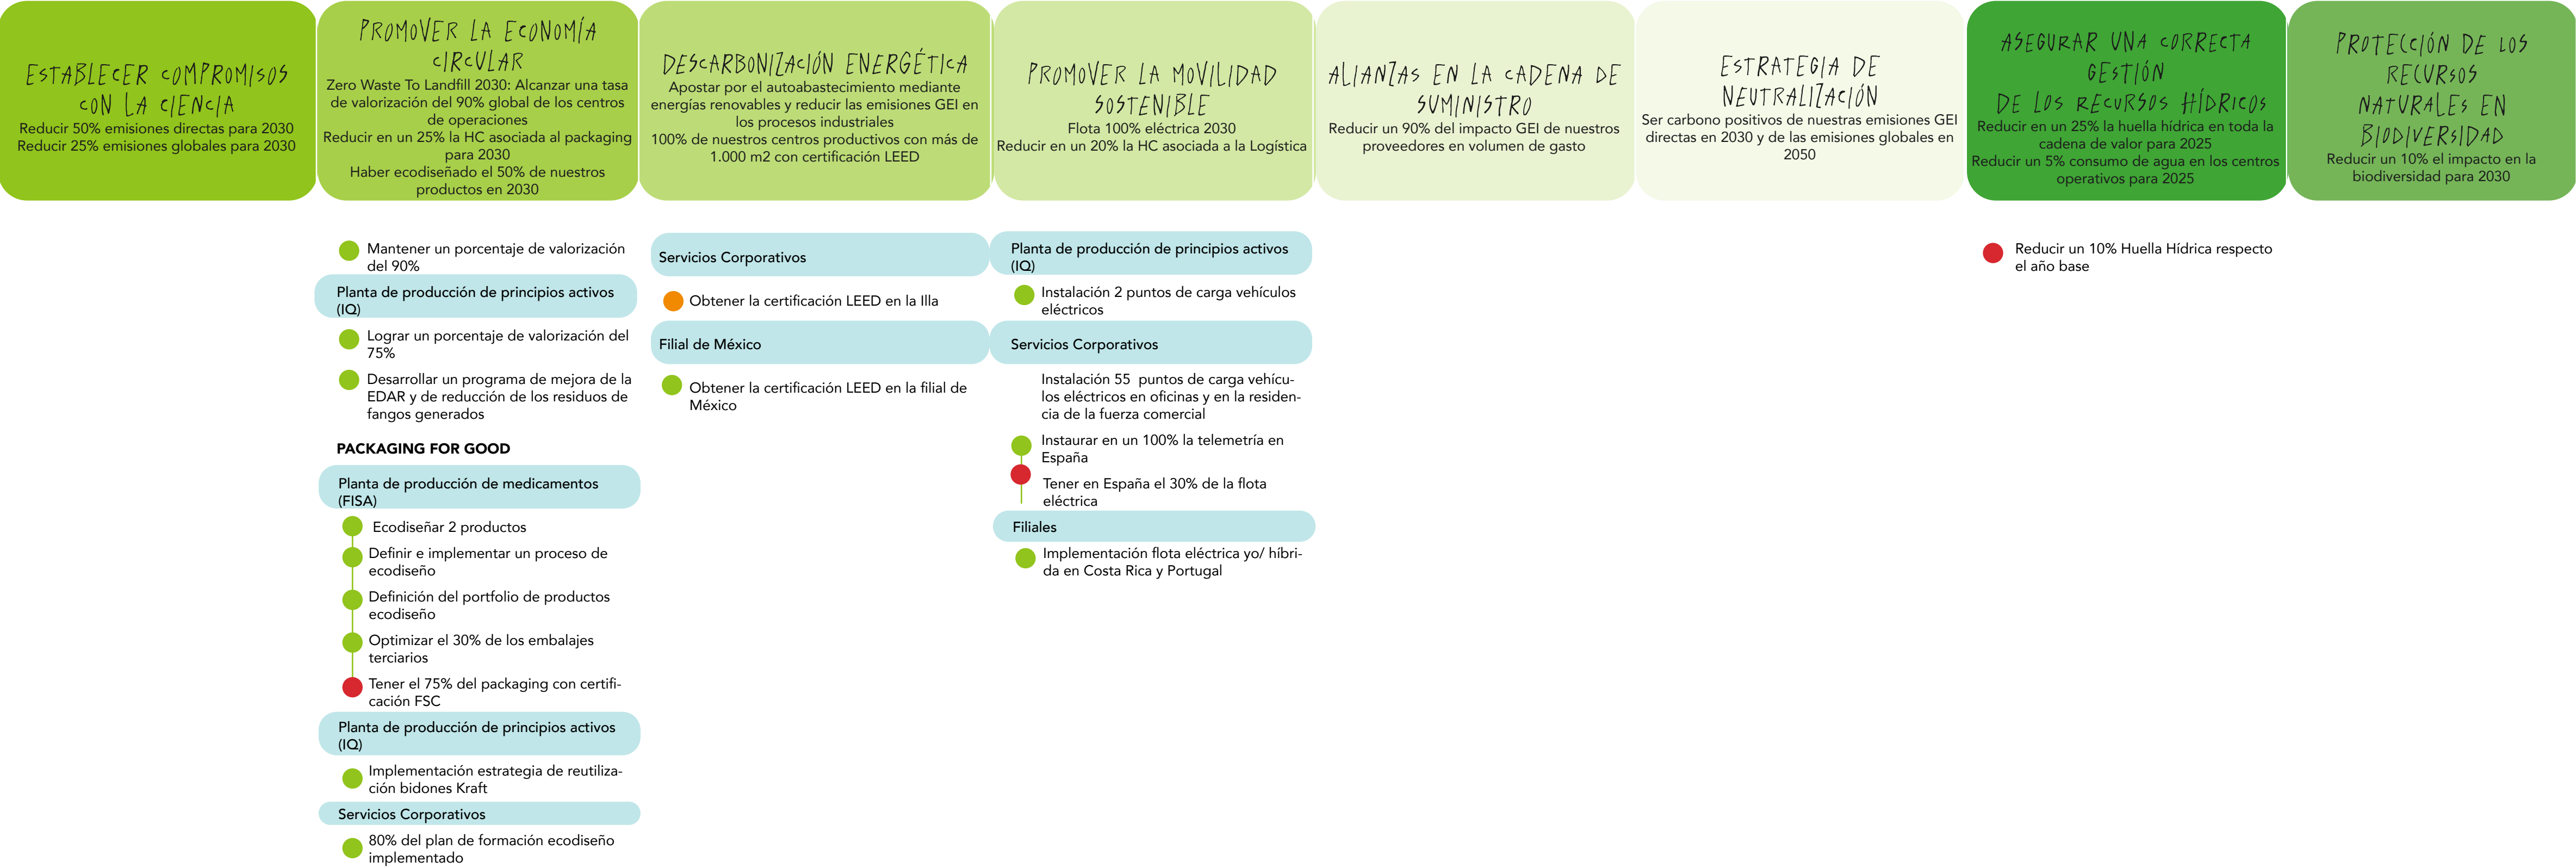 ESTABLECER COMPROMISOS
CON LA CIENCIA
Reducir 50% emisiones directas para 2030
Reducir 25% emisiones globales para 2030
PROMOVER LA ECONOMÍA
CIRCULAR
Zero Waste To Landfill 2030: Alcanzar una tasa
de valorización del 90% global de los centros
de operaciones
Reducir en un 25% la HC asociada al packaging
para 2030
Haber ecodiseñado el 50% de nuestros
productos en 2030
DESCARBONIZACIÓN ENERGÉTICA
Apostar por el autoabastecimiento mediante
energías renovables y reducir las emisiones GEI en
los procesos industriales
100% de nuestros centros productivos con más de
1.000 m2 con certificación LEED
PROMOVER LA MOVILIDAD
SOSTENIBLE
Flota 100% eléctrica 2030
Reducir en un 20% la HC asociada a la Logística
ALIANZAS EN LA CADENA DE
SUMINISTRO
Reducir un 90% del impacto GEI de nuestros
proveedores en volumen de gasto
ESTRATEGIA DE
NEUTRALIZACIÓN
Ser carbono positivos de nuestras emisiones GEI
directas en 2030 y de las emisiones globales en
2050
ASEGURAR UNA CORRECTA
GESTIÓN
DE LOS RECURSOS HÍDRICOS
Reducir en un 25% la huella hídrica en toda la
cadena de valor para 2025
Reducir un 5% consumo de agua en los centros
operativos para 2025
PROTECCIÓN DE LOS
RECURSOS
NATURALES EN
BIODIVERSIDAD
Reducir un 10% el impacto en la
biodiversidad para 2030
Mantener un porcentaje de valorización
del 90%
Planta de producción de principios activos
(IQ)
Lograr un porcentaje de valorización del
75%
Desarrollar un programa de mejora de la
EDAR y de reducción de los residuos de
fangos generados
PACKAGING FOR GOOD
Planta de producción de medicamentos
(FISA)
Ecodiseñar 2 productos
Definir e implementar un proceso de
ecodiseño
Definición del portfolio de productos
ecodiseño
Optimizar el 30% de los embalajes
terciarios
Tener el 75% del packaging con certifi-
cación FSC
Planta de producción de principios activos
(IQ)
Implementación estrategia de reutiliza-
ción bidones Kraft
Servicios Corporativos
80% del plan de formación ecodiseño
implementado
Servicios Corporativos
Obtener la certificación LEED en la Illa
Filial de México
Obtener la certificación LEED en la filial de
México
Planta de producción de principios activos
(IQ)
Instalación 2 puntos de carga vehículos
eléctricos
Servicios Corporativos
Instalación 55 puntos de carga vehícu-
los eléctricos en oficinas y en la residen-
cia de la fuerza comercial
Instaurar en un 100% la telemetría en
España
Tener en España el 30% de la flota
eléctrica
Filiales
Implementación flota eléctrica yo/ híbri-
da en Costa Rica y Portugal
Reducir un 10% Huella Hídrica respecto
el año base